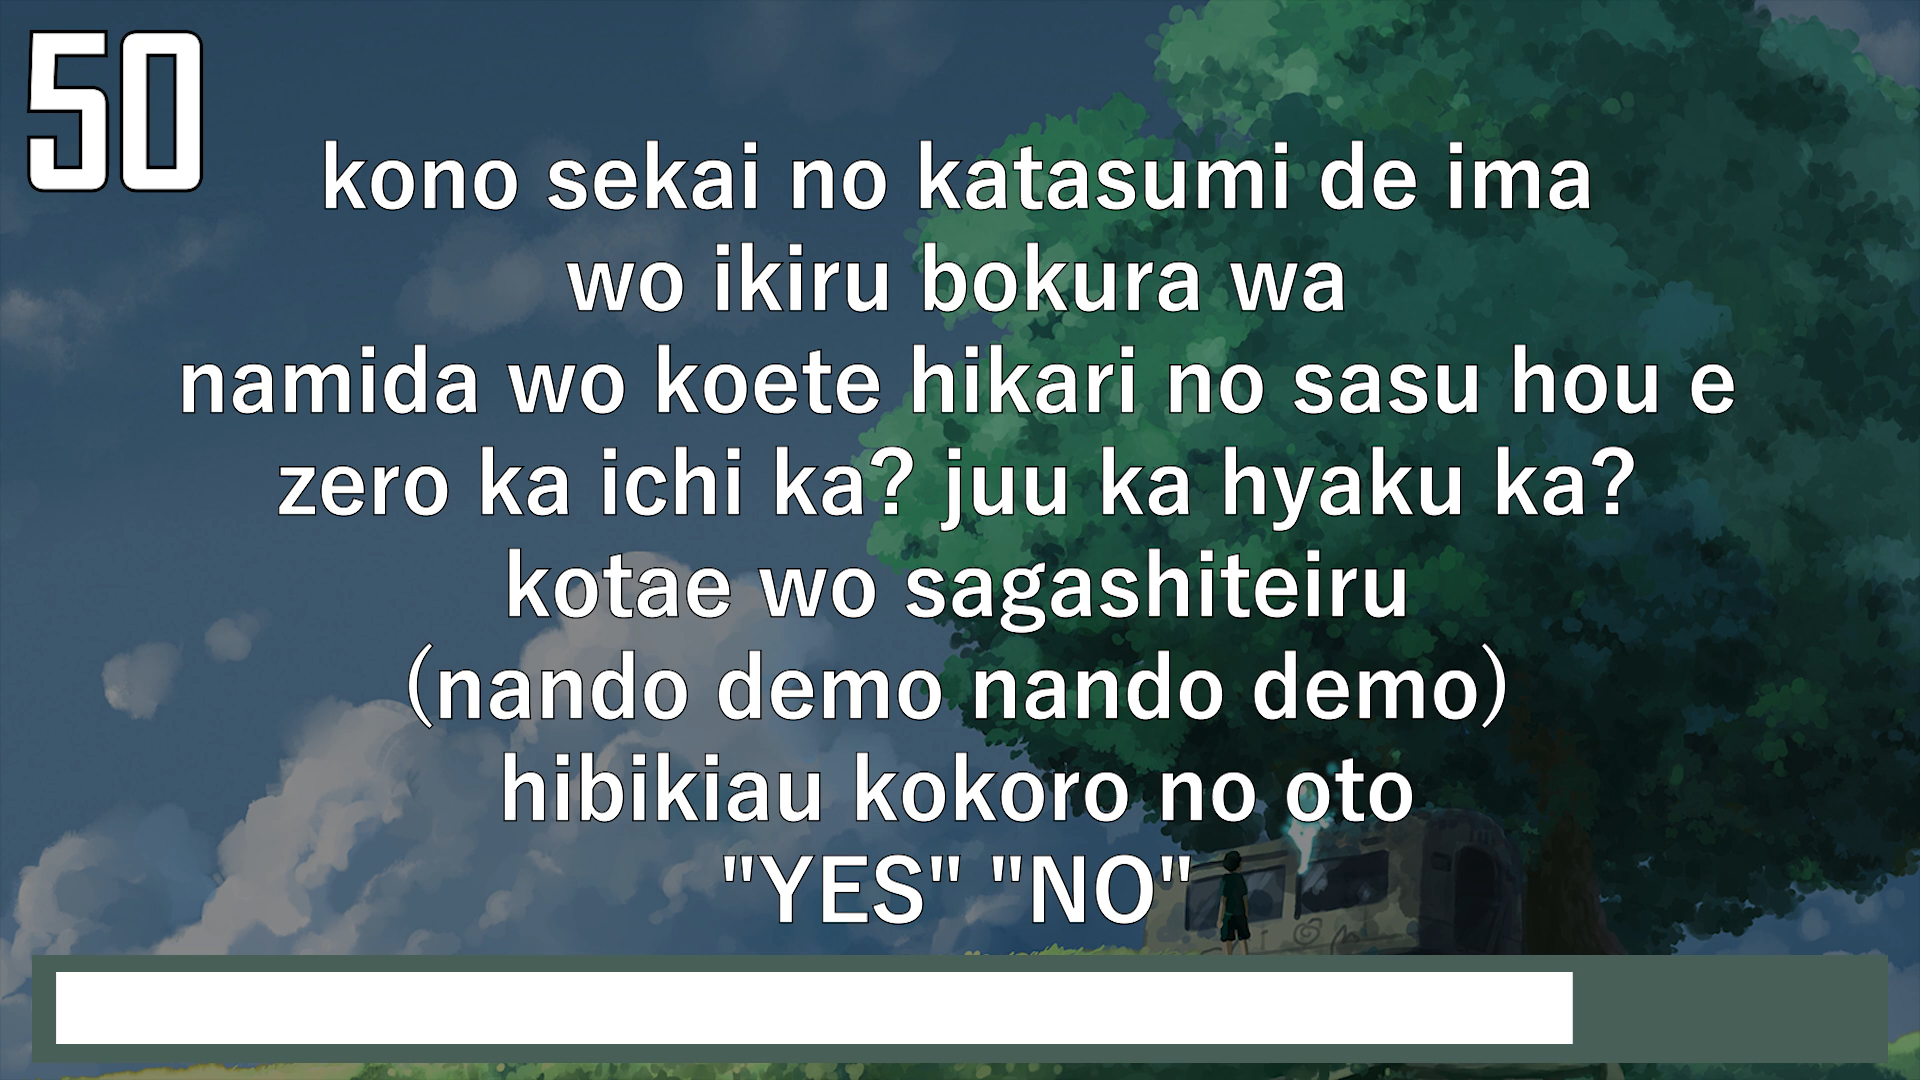 50
kono sekai no katasumi de ima
wo ikiru bokura wa
namida wo koete hikari no sasu hou e
zero ka ichi ka? juu ka hyaku ka?
kotae wo sagashiteiru
(nando demo nando demo)
hibikiau kokoro no oto
"YES" "NO"